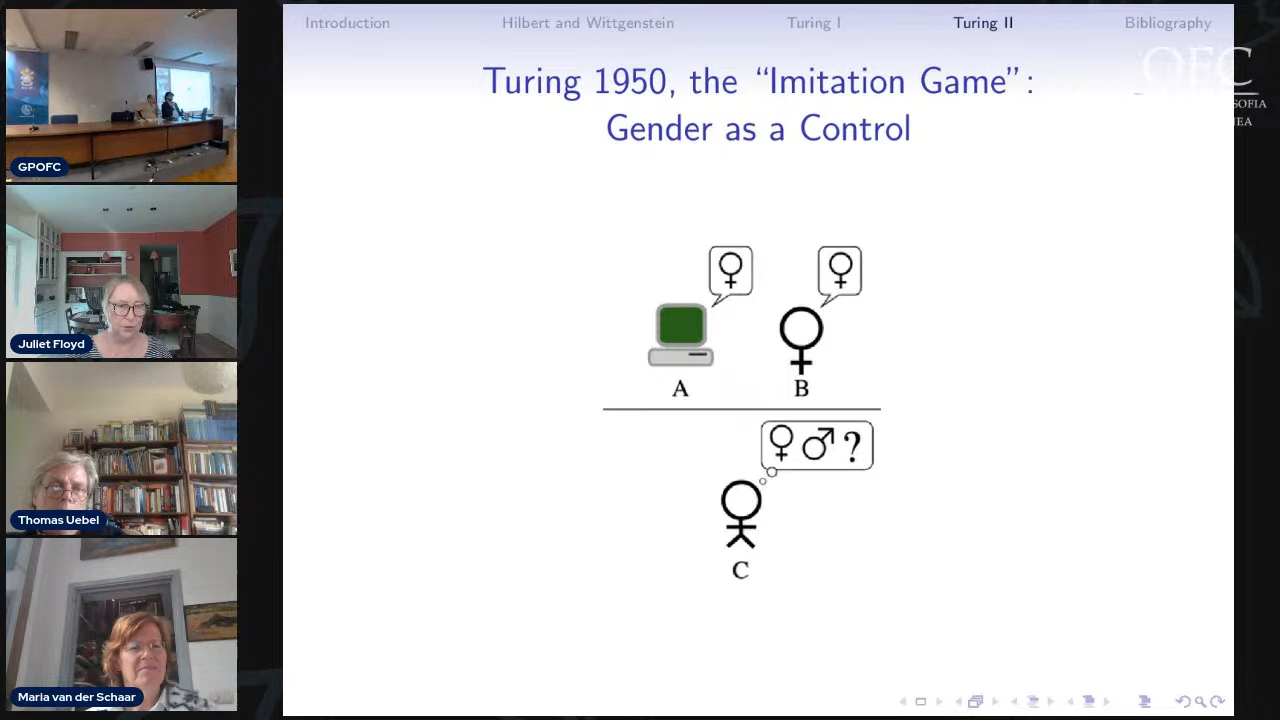 Introduction
Hilbert and Wittgenstein
Turing I
Turing II
Bibliography
Turing 1950, the “Imitation Game”:
Gender as a Control
♀
♀
A
B
♀ ♂ ?
C
GPOFC
Juliet Floyd
Thomas Uebel
Maria van der Schaar